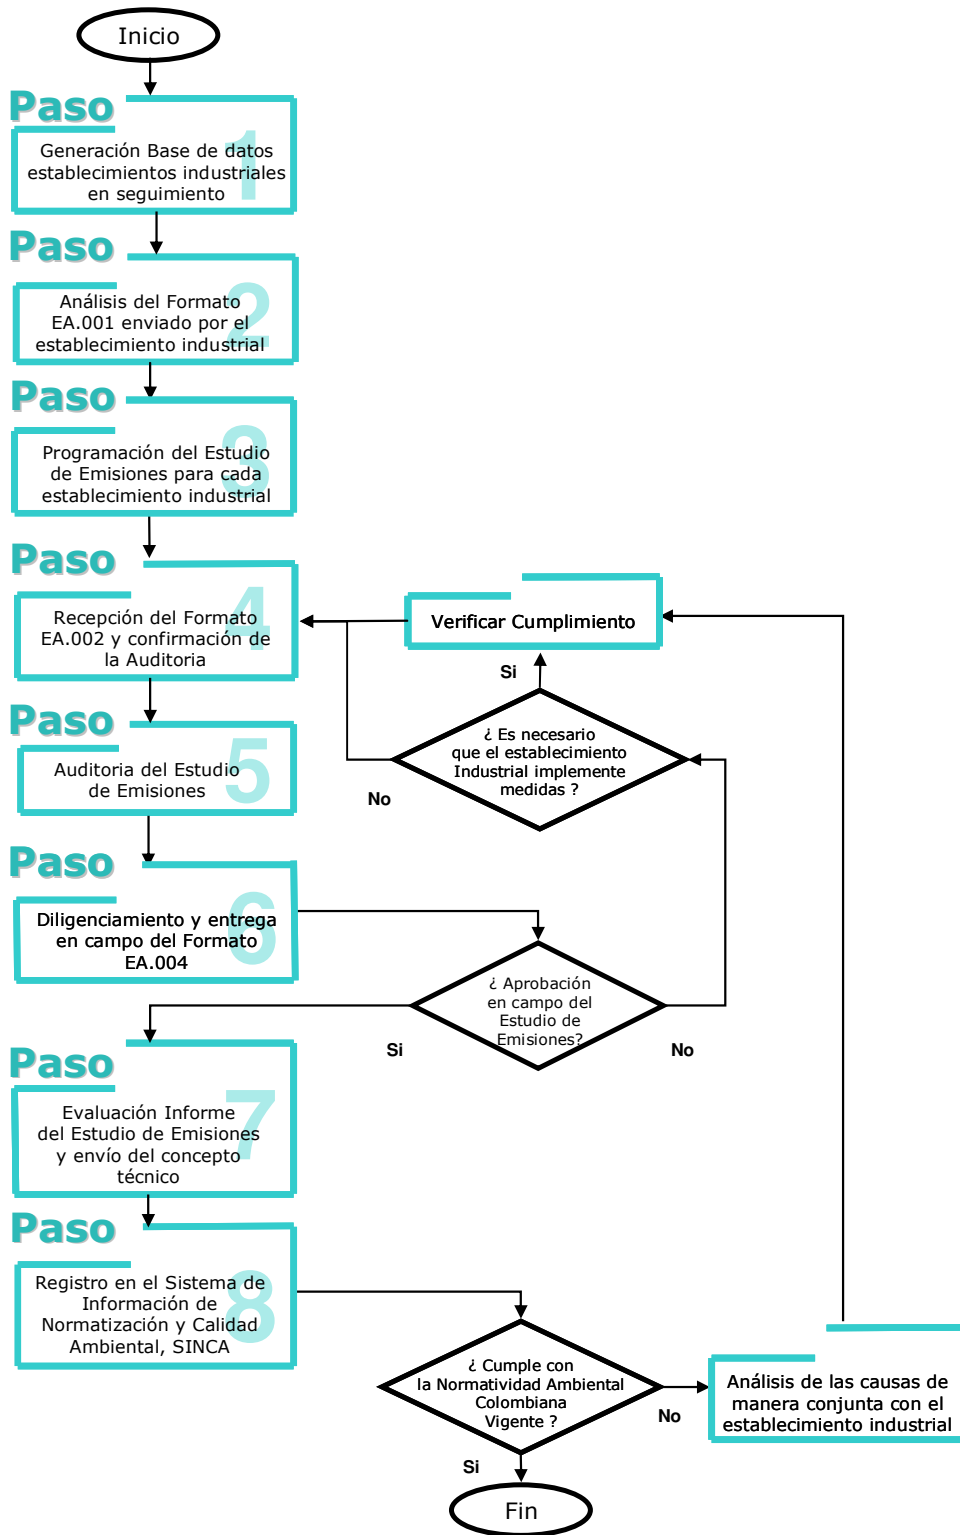 Inicio
Paso
1
Generación Base de datos
establecimientos industriales
en seguimiento
Paso
2
Análisis del Formato
EA.001 enviado por el
establecimiento industrial
Paso
3
Programación del Estudio
de Emisiones para cada
establecimiento industrial
Paso
4
Recepción del Formato
EA.002 y confirmación de
la Auditoria
Verificar Cumplimiento
Si
¿ Es necesario
que el establecimiento
Industrial implemente
medidas ?
No
Paso
5
Auditoria del Estudio
de Emisiones
Paso
6
Diligenciamiento y entrega
en campo del Formato
EA.004
¿ Aprobación
en campo del
Estudio de
Emisiones?
Si
No
Paso
7
Evaluación Informe
del Estudio de Emisiones
y envío del concepto
técnico
Paso
8
Registro en el Sistema de
Información de
Normatización y Calidad
Ambiental, SINCA
¿ Cumple con
la Normatividad Ambiental
Colombiana
Vigente ?
No
Análisis de las causas de
manera conjunta con el
establecimiento industrial
Si
Fin